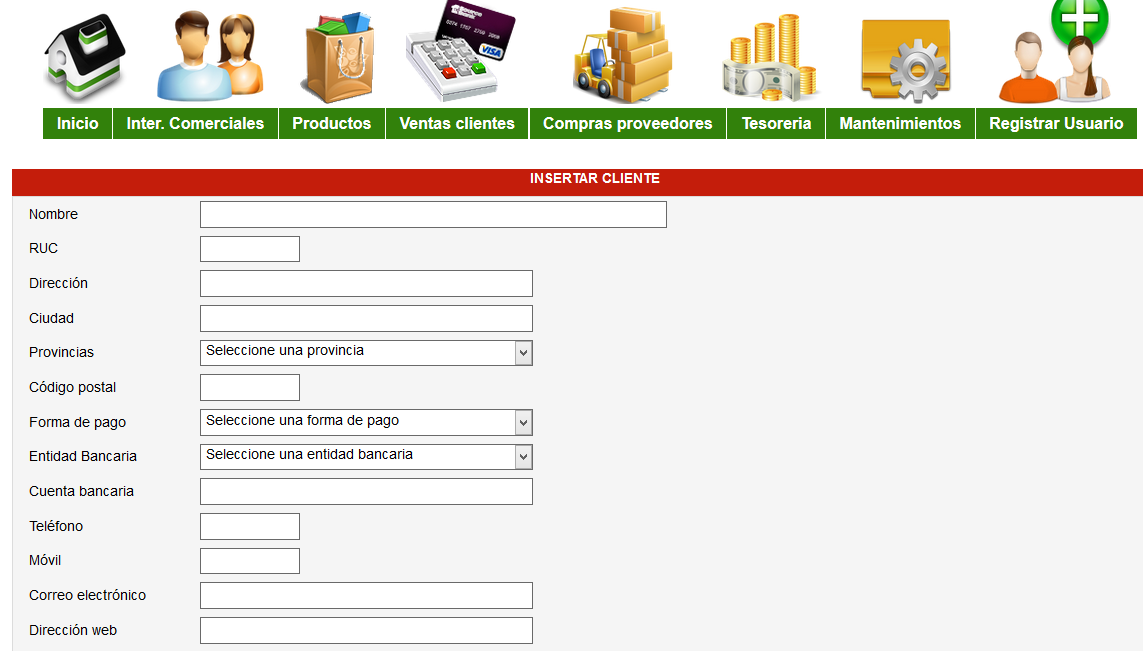 VISA
Inicio
Inter. Comerciales
Productos
Ventas clientes
Compras proveedores
Tesoreria
Mantenimientos
Registrar Usuario
INSERTAR CLIENTE
Nombre
RUC
Dirección
Ciudad
Provincias
Seleccione una provincia
Código postal
Forma de pago
Seleccione una forma de pago
Entidad Bancaria
Seleccione una entidad bancaria
Cuenta bancaria
Teléfono
Móvil
Correo electrónico
Dirección web